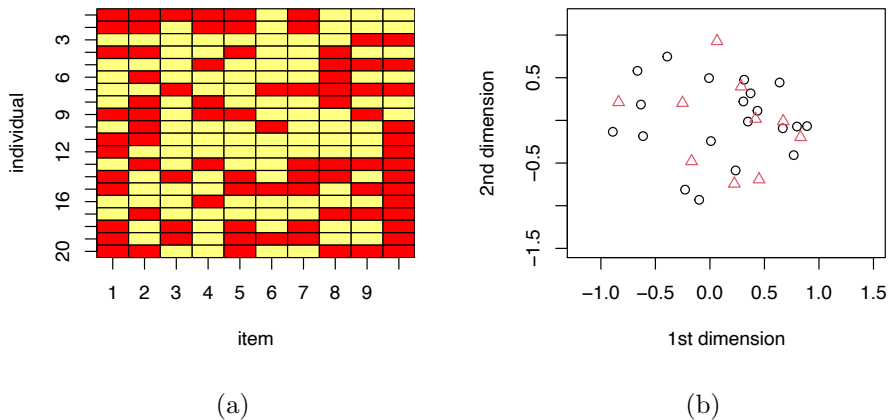 individual
3
6
9
12
16
20
1 2 3 4 5 6 7 8 9
item
(a)
2nd dimension
0.5
−0.5
−1.5
−1.0 −0.5 0.0 0.5 1.0 1.5
1st dimension
(b)